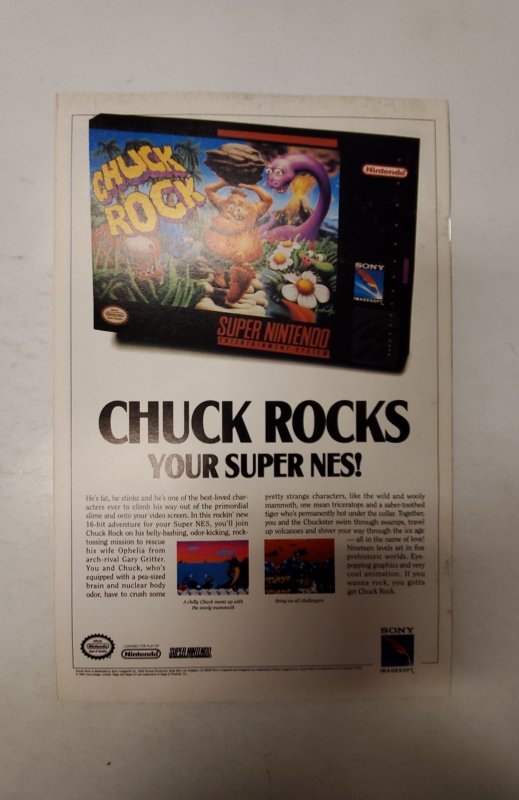 CHUCK
ROCK
Nintendo
SONY
IMAGESOFT
SUPER NINTENDO
ENTERTAINMENT SYSTEM
CHUCK ROCKS
YOUR SUPER NES!
He's fat, he stinks and he's one of the best-loved char-
acters ever to climb his way out of the primordial
slime and onto your video screen. In this rockin' new
16-bit adventure for your Super NES, you'll join
Chuck Rock on his belly-bashing, odor-kicking, rock-
tossing mission to rescue
his wife Ophelia from
arch-rival Gary Gritter.
You and Chuck, who's
equipped with a pea-sized
brain and nuclear body
odor, have to crush some
A chilly Chuck meets up with
the wooly mammoth
pretty strange characters, like the wild and wooly
mammoth, one mean triceratops and a saber-toothed
tiger who's permanently hot under the collar. Together,
you and the Chuckster swim through swamps, travel
up volcanoes and shiver your way through the ice age
— all in the name of love!
Nineteen levels set in five
prehistoric worlds. Eye-
popping graphics and very
cool animation. If you
wanna rock, you gotta
get Chuck Rock.
Bring on all challengers
Nintendo
LICENSED FOR PLAY BY
Nintendo
SUPER NINTENDO
SONY
IMAGESOFT